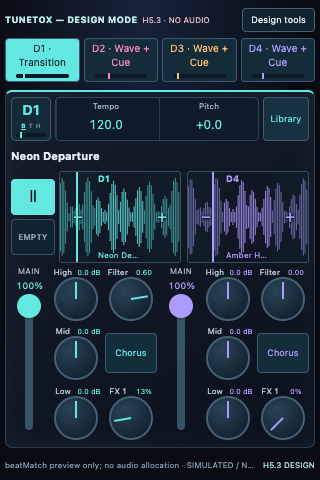 TUNETOX — DESIGN MODE H5.3 · NO AUDIO Design tools
D1 · Transition
D2 · Wave + Cue
D3 · Wave + Cue
D4 · Wave + Cue
D1
B T H
Tempo
120.0
Pitch
+0.0
Library
Neon Departure
II
EMPTY
D1
Neon De...
D4
Amber H...
MAIN
100%
High 0.0 dB Filter 0.60
Mid 0.0 dB
Chorus
Low 0.0 dB FX 1 13%
MAIN
100%
High 0.0 dB Filter 0.00
Mid 0.0 dB
Chorus
Low 0.0 dB FX 1 0%
beatMatch preview only; no audio allocation · SIMULATED / N... H5.3 DESIGN